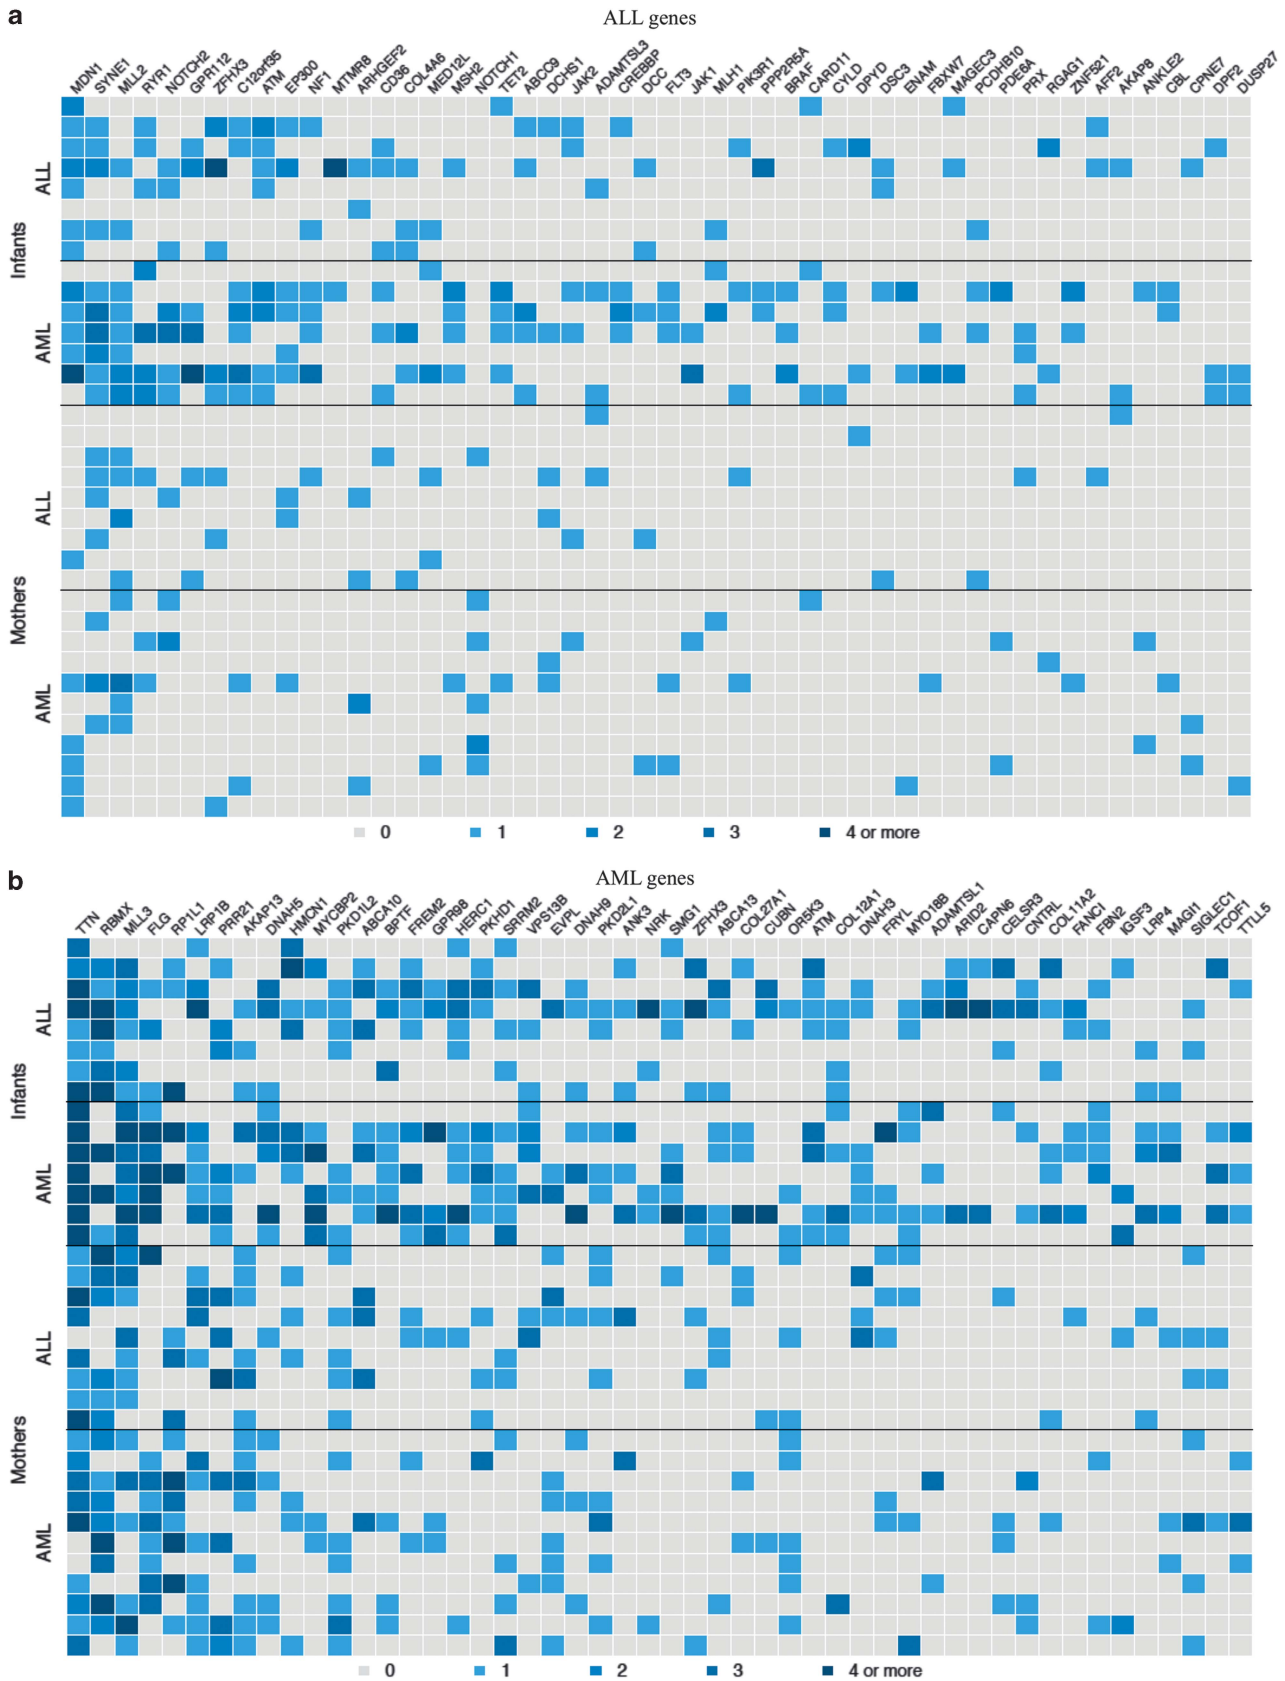 a
ALL genes
MDN1 SYNE1 MLL2 RYR1 NOTCH2 GPR112 ZFHX3 C12orf35 ATM EP300 NF1 MTMR8 ARHGEF2 CD36 COL4A6 MED12L MSH2 NOTCH1 TET2 ABCC9 DCHS1 JAK2 ADAMTSL3 CREBBP DCC FLT3 JAK1 MLH1 PIK3R1 PPP2R5A BRAF CARD11 CYLD DPYD DSC3 ENAM FBXW7 MAGEC3 PCDHB10 PDE6A PRX RGAG1 ZNF521 AFF2 AKAP8 ANKLE2 CBL CPNE7 DPF2 DUSP27
Infants
ALL
AML
Mothers
ALL
AML
0 1 2 3 4 or more
b
AML genes
TTN RBMX MLL3 FLG RP1L1 LRP1B PRR21 AKAP13 DNAH5 HMCN1 MYCBP2 PKD1L2 ABCA10 BPTF FREM2 GPR98 HERC1 PKHD1 SRRM2 VPS13B EVPL DNAH9 PKD2L1 ANK3 NRK SMG1 ZFHX3 ABCA13 COL27A1 CUBN OR5K3 ATM COL12A1 DNAH3 FRYL MYO18B ADAMTSL1 ARID2 CAPN6 CELSR3 CNTRL COL11A2 FANCI FBN2 IGSF3 LRP4 MAGI1 SIGLEC1 TCOF1 TTLL5
Infants
ALL
AML
Mothers
ALL
AML
0 1 2 3 4 or more